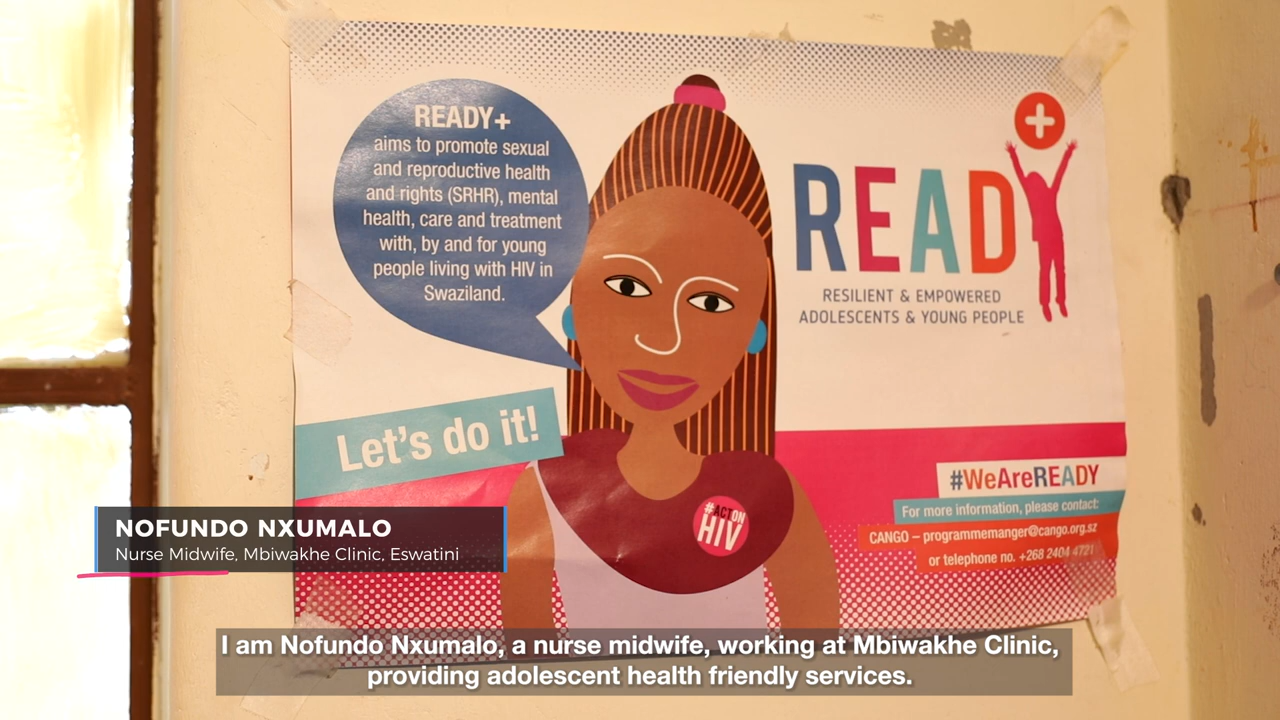 READY+
aims to promote sexual
and reproductive health
and rights (SRHR), mental
health, care and treatment
with, by and for young
people living with HIV in
Swaziland.
READY
RESILIENT & EMPOWERED
ADOLESCENTS & YOUNG PEOPLE
Let's do it!
#ACTON
HIV
#WeAreREADY
For more information, please contact:
CANGO – programmemanger@cango.org.sz
or telephone no. +268 2404 4721
NOFUNDO NXUMALO
Nurse Midwife, Mbiwakhe Clinic, Eswatini
I am Nofundo Nxumalo, a nurse midwife, working at Mbiwakhe Clinic,
providing adolescent health friendly services.